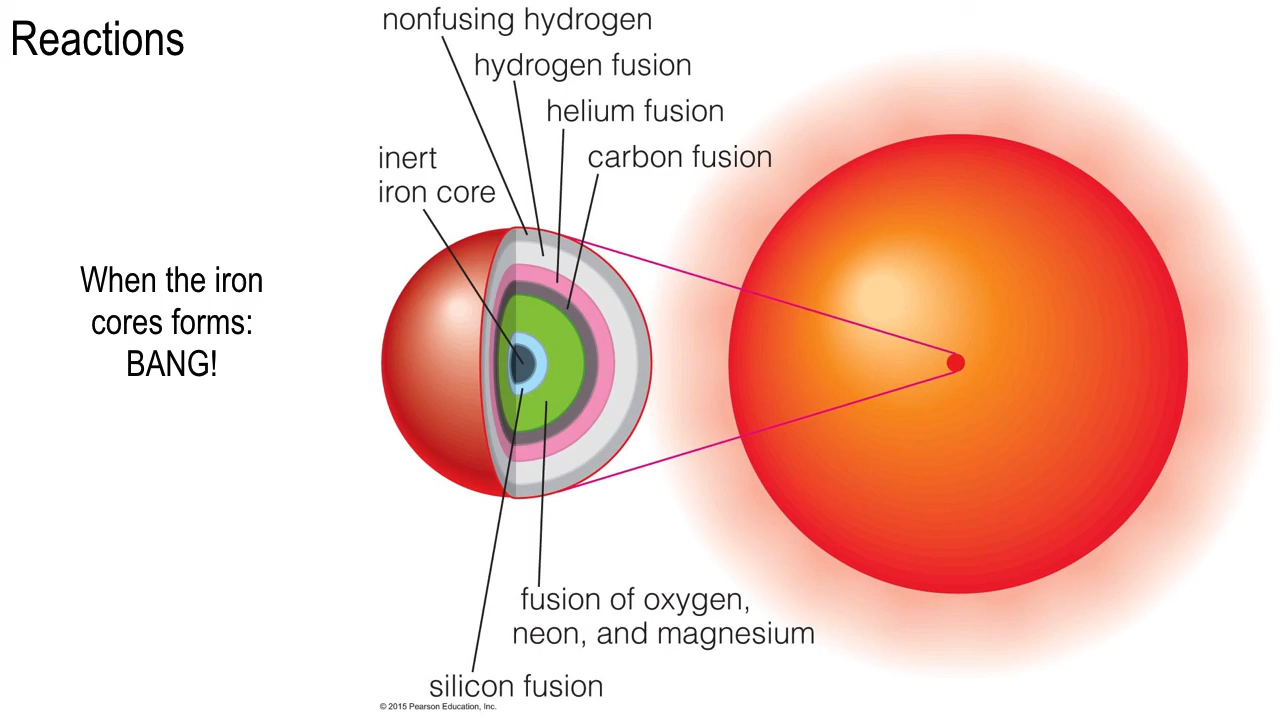 Reactions
nonfusing hydrogen
hydrogen fusion
helium fusion
carbon fusion
inert
iron core
When the iron
cores forms:
BANG!
fusion of oxygen,
neon, and magnesium
silicon fusion
© 2015 Pearson Education, Inc.